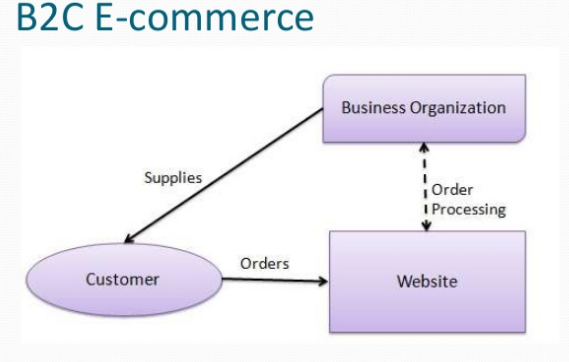 B2C E-commerce
Business Organization
Supplies
Order
Processing
Orders
Customer
Website